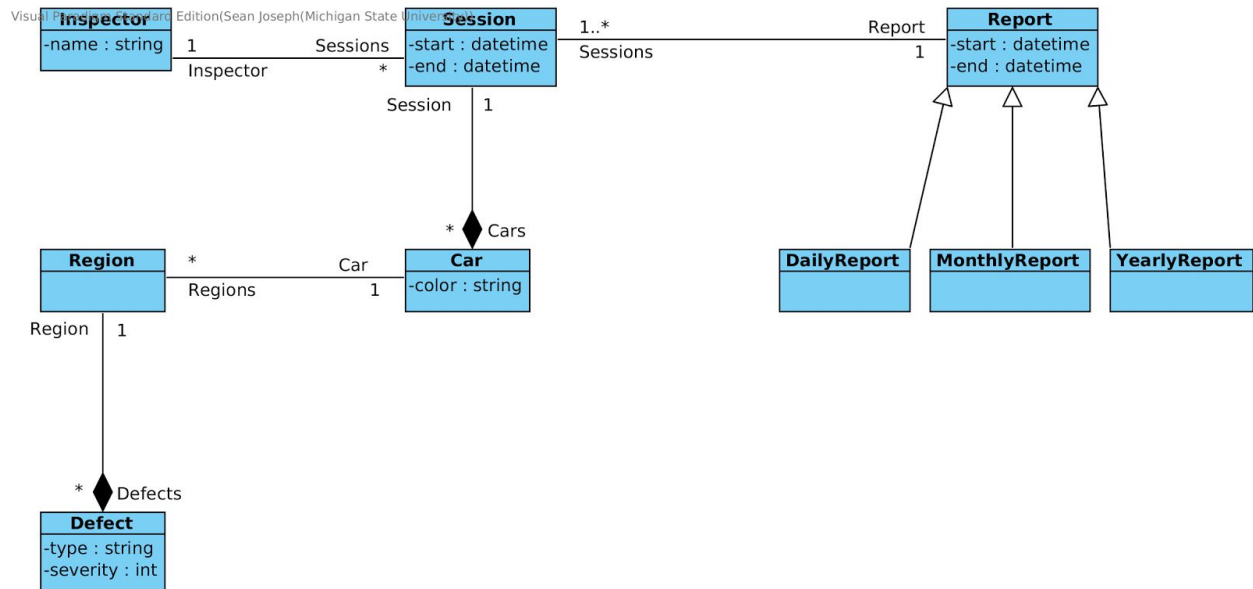 Visual Paradigm Standard Edition(Sean Joseph(Michigan State University))
Inspector
-name : string
1
Inspector
Sessions
*
Session
-start : datetime
-end : datetime
1..*
Sessions
Report
1
Report
-start : datetime
-end : datetime
Session 1
* Cars
Region
*
Regions
Car
1
Car
-color : string
DailyReport
MonthlyReport
YearlyReport
Region 1
* Defects
Defect
-type : string
-severity : int